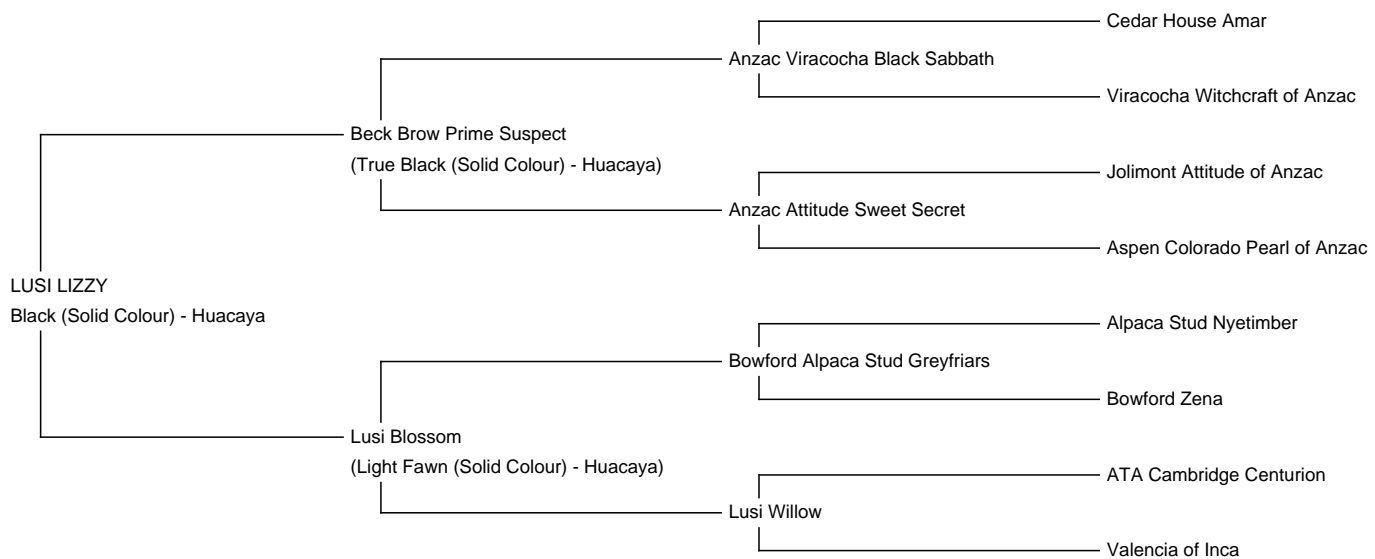 Cedar House Amar
Anzac Viracocha Black Sabbath
Viracocha Witchcraft of Anzac
Beck Brow Prime Suspect
(True Black (Solid Colour) - Huacaya)
Jolimont Attitude of Anzac
Anzac Attitude Sweet Secret
Aspen Colorado Pearl of Anzac
LUSI LIZZY
Black (Solid Colour) - Huacaya
Alpaca Stud Nyetimber
Bowford Alpaca Stud Greyfriars
Bowford Zena
Lusi Blossom
(Light Fawn (Solid Colour) - Huacaya)
ATA Cambridge Centurion
Lusi Willow
Valencia of Inca